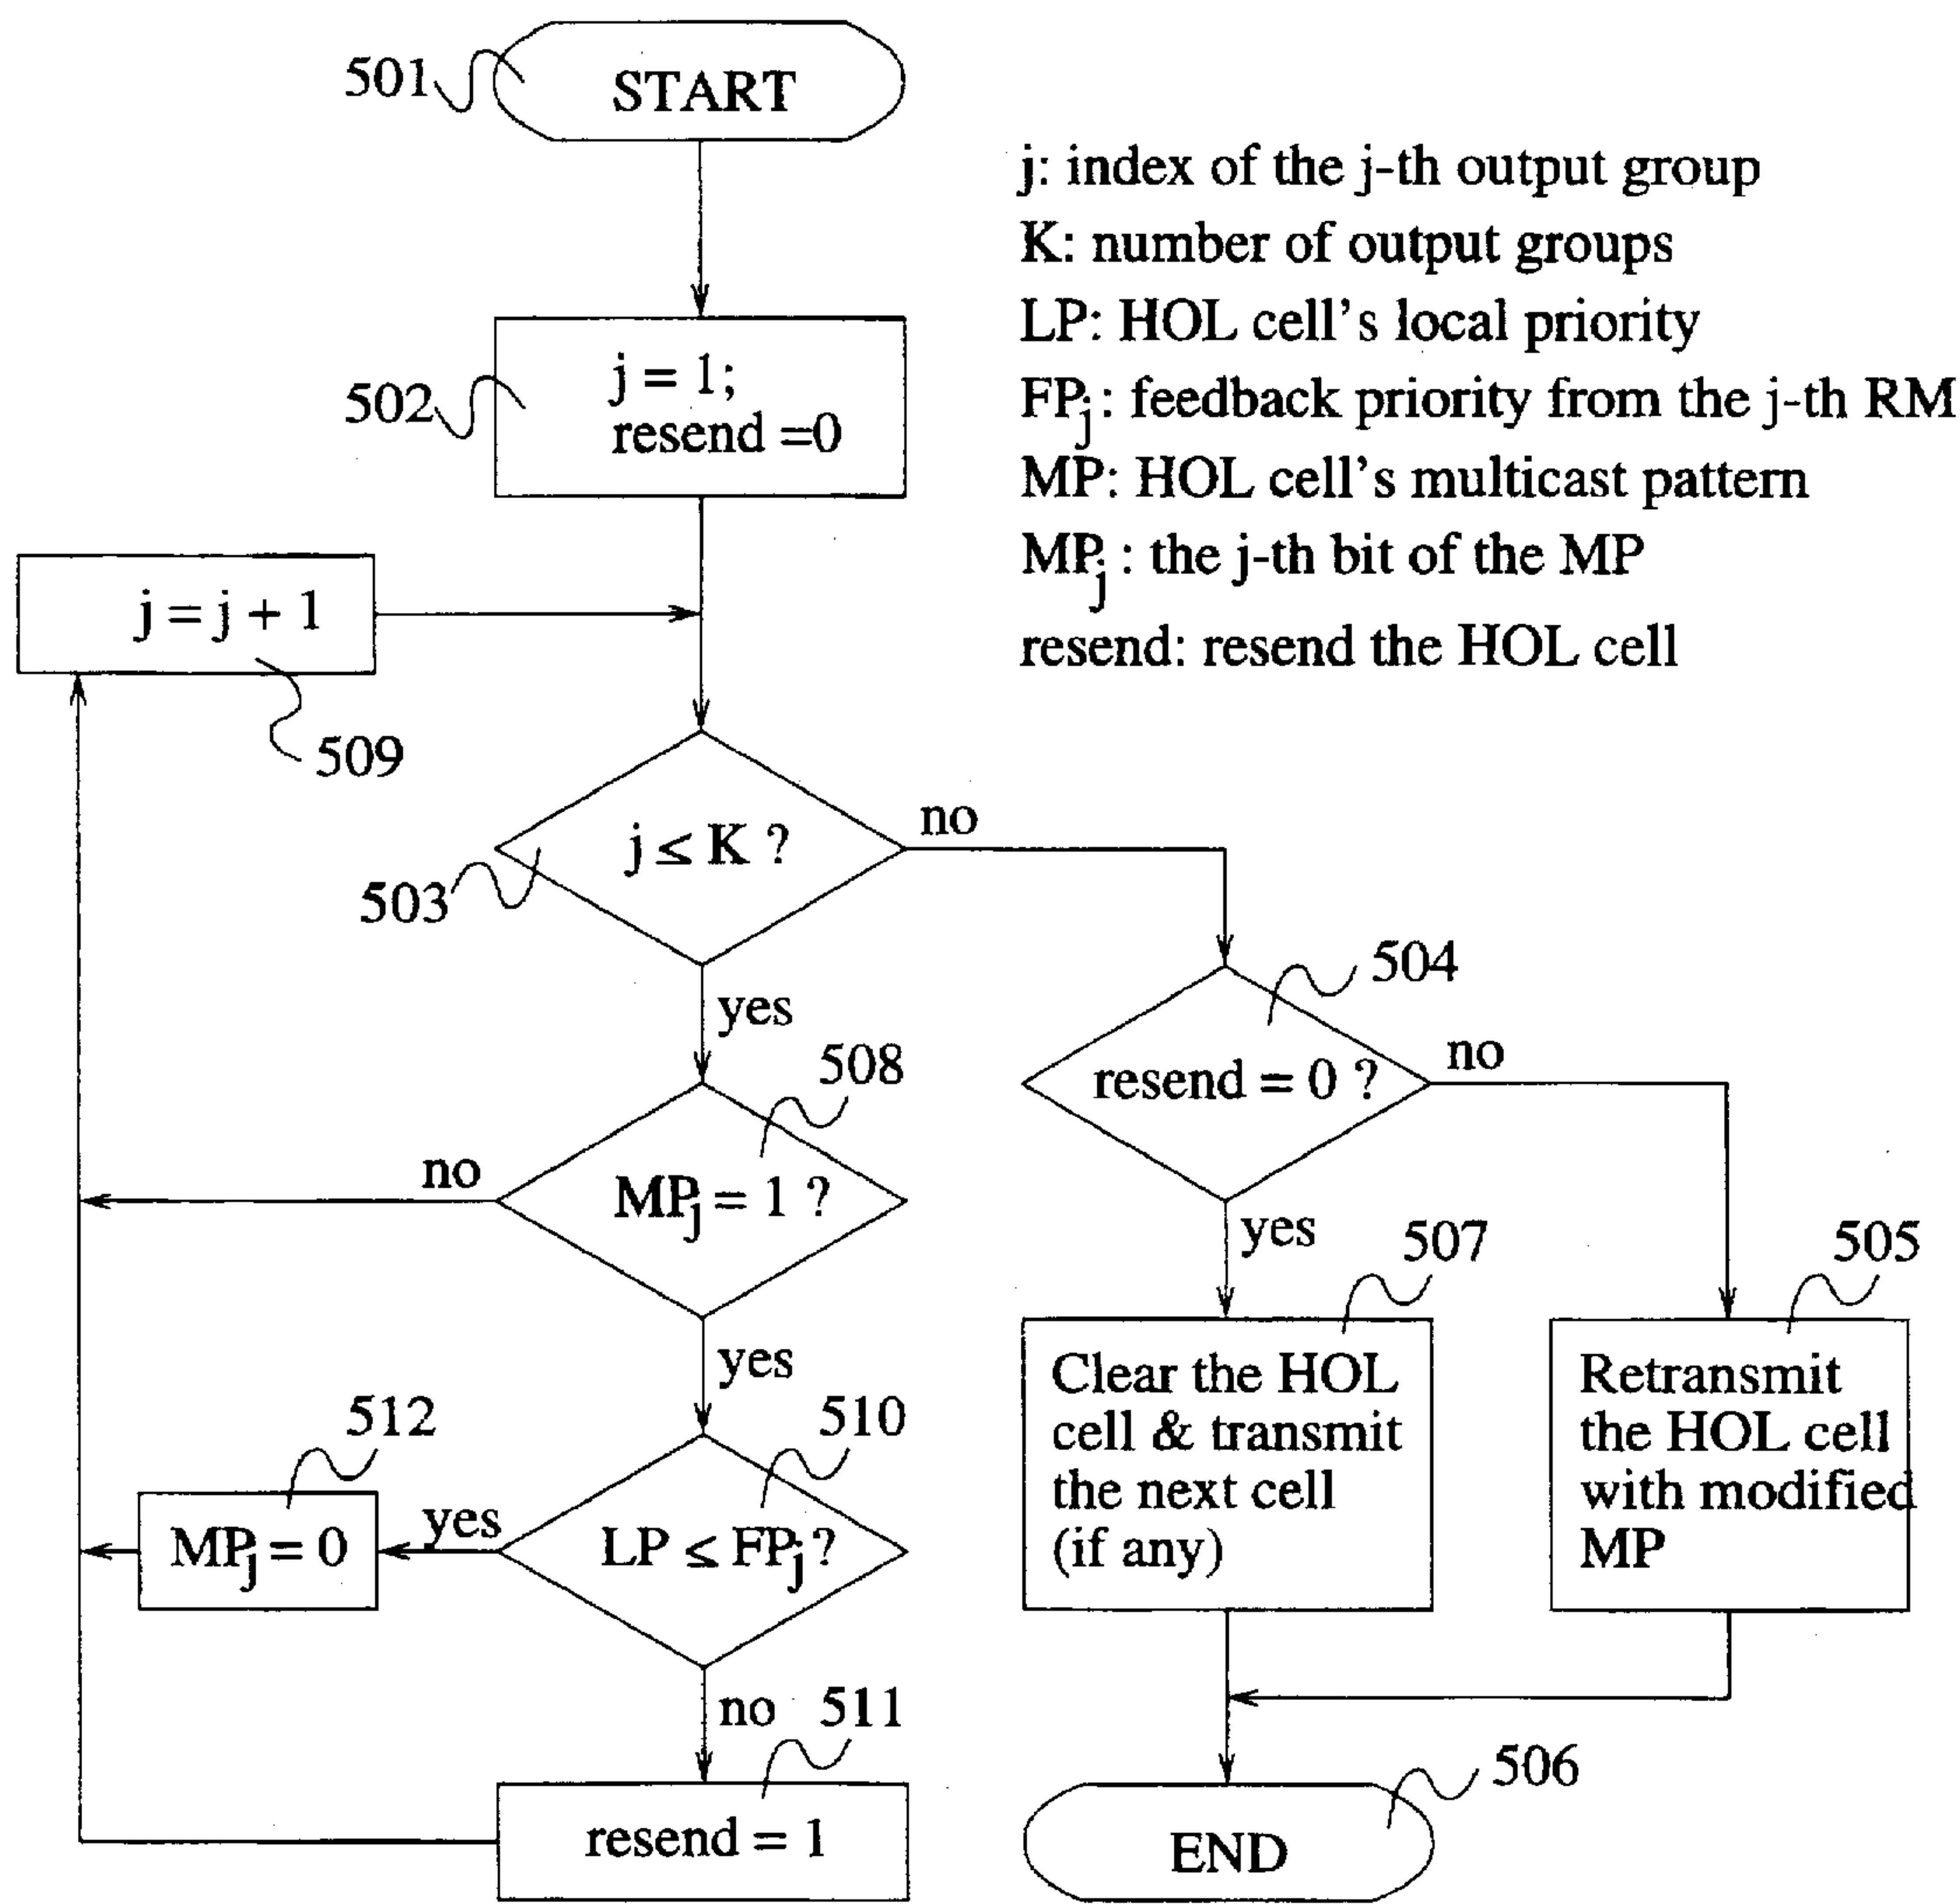 501
START
j: index of the j-th output group
K: number of output groups
LP: HOL cell's local priority
FPj: feedback priority from the j-th RM
MP: HOL cell's multicast pattern
MPj : the j-th bit of the MP
resend: resend the HOL cell
502
j = 1;
resend =0
j = j + 1
509
j ≤ K ?
no
503
yes
504
resend = 0 ?
no
508
MPj = 1 ?
no
yes
yes
507
505
Clear the HOL
cell & transmit
the next cell
(if any)
Retransmit
the HOL cell
with modified
MP
512
510
MPj = 0
yes
LP ≤ FPj ?
no
511
resend = 1
506
END